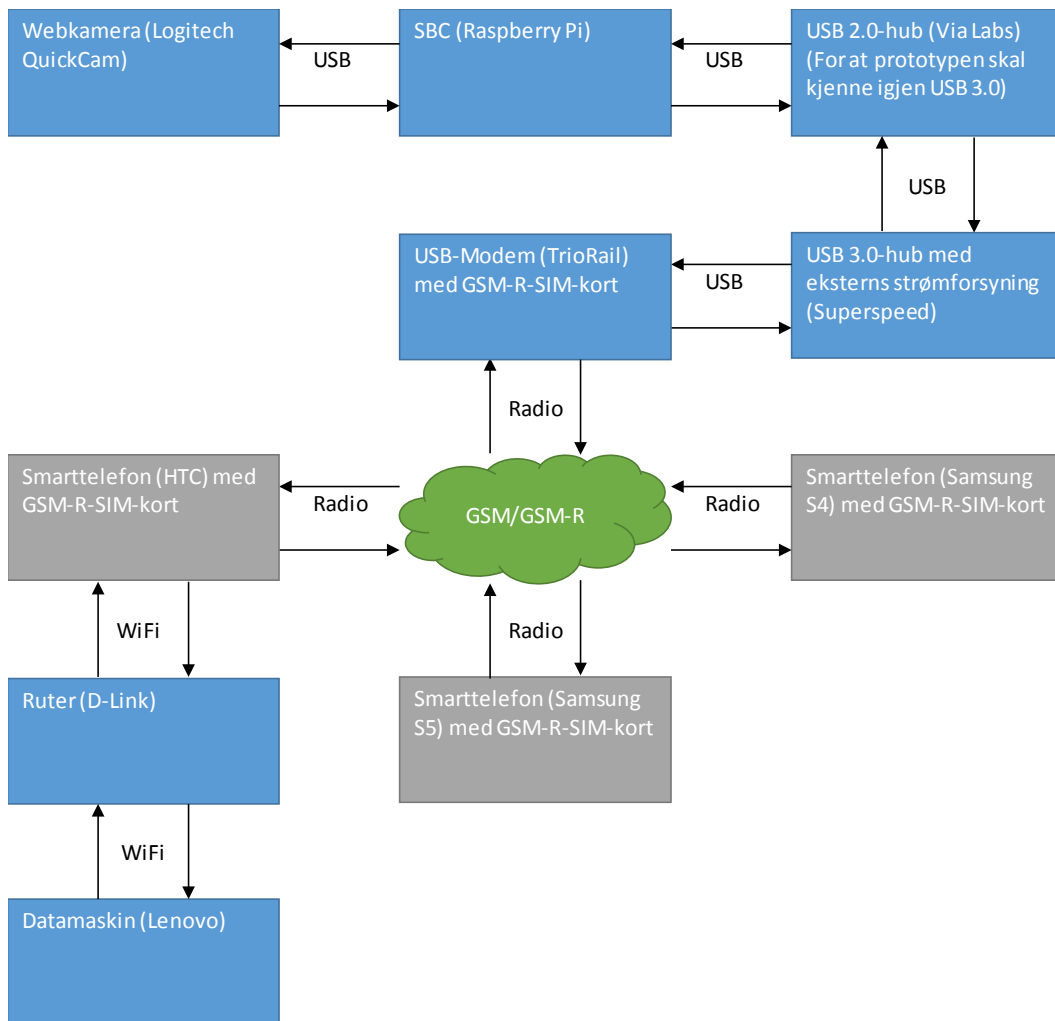 Webkamera (Logitech
QuickCam)
USB
SBC (Raspberry Pi)
USB
USB 2.0-hub (Via Labs)
(For at prototypen skal
kjenne igjen USB 3.0)
USB
USB-Modem (TrioRail)
med GSM-R-SIM-kort
USB
USB 3.0-hub med
eksterns strømforsyning
(Superspeed)
Radio
Smarttelefon (HTC) med
GSM-R-SIM-kort
Radio
GSM/GSM-R
Radio
Smarttelefon (Samsung
S4) med GSM-R-SIM-kort
WiFi
Radio
Ruter (D-Link)
Smarttelefon (Samsung
S5) med GSM-R-SIM-kort
WiFi
Datamaskin (Lenovo)